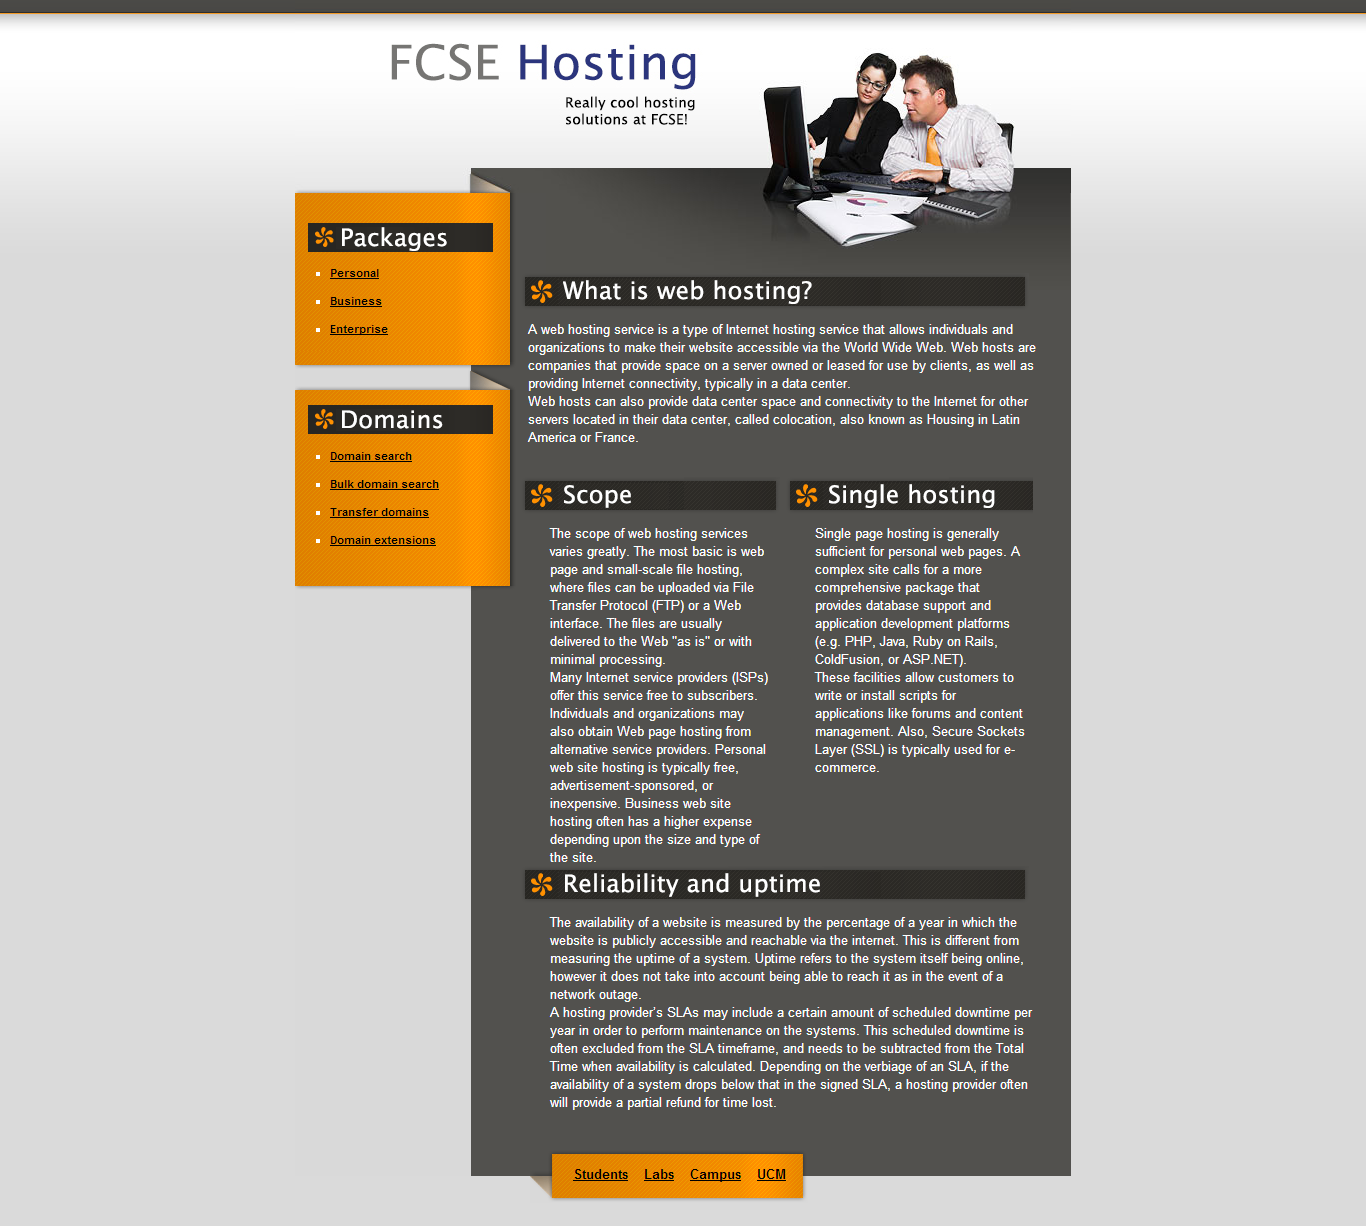 FCSE Hosting
Really cool hosting
solutions at FCSE!
Packages
Personal
Business
Enterprise
Domains
Domain search
Bulk domain search
Transfer domains
Domain extensions
What is web hosting?
A web hosting service is a type of Internet hosting service that allows individuals and
organizations to make their website accessible via the World Wide Web. Web hosts are
companies that provide space on a server owned or leased for use by clients, as well as
providing Internet connectivity, typically in a data center.
Web hosts can also provide data center space and connectivity to the Internet for other
servers located in their data center, called colocation, also known as Housing in Latin
America or France.
Scope
The scope of web hosting services
varies greatly. The most basic is web
page and small-scale file hosting,
where files can be uploaded via File
Transfer Protocol (FTP) or a Web
interface. The files are usually
delivered to the Web "as is" or with
minimal processing.
Many Internet service providers (ISPs)
offer this service free to subscribers.
Individuals and organizations may
also obtain Web page hosting from
alternative service providers. Personal
web site hosting is typically free,
advertisement-sponsored, or
inexpensive. Business web site
hosting often has a higher expense
depending upon the size and type of
the site.
Single hosting
Single page hosting is generally
sufficient for personal web pages. A
complex site calls for a more
comprehensive package that
provides database support and
application development platforms
(e.g. PHP, Java, Ruby on Rails,
ColdFusion, or ASP.NET).
These facilities allow customers to
write or install scripts for
applications like forums and content
management. Also, Secure Sockets
Layer (SSL) is typically used for e-
commerce.
Reliability and uptime
The availability of a website is measured by the percentage of a year in which the
website is publicly accessible and reachable via the internet. This is different from
measuring the uptime of a system. Uptime refers to the system itself being online,
however it does not take into account being able to reach it as in the event of a
network outage.
A hosting provider's SLAs may include a certain amount of scheduled downtime per
year in order to perform maintenance on the systems. This scheduled downtime is
often excluded from the SLA timeframe, and needs to be subtracted from the Total
Time when availability is calculated. Depending on the verbiage of an SLA, if the
availability of a system drops below that in the signed SLA, a hosting provider often
will provide a partial refund for time lost.
Students Labs Campus UCM